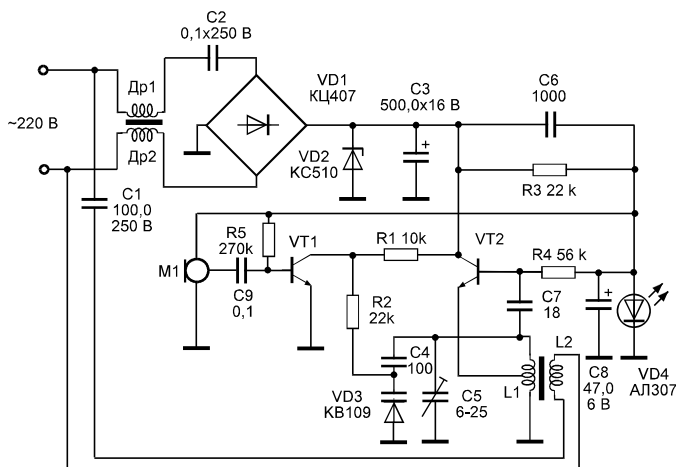 C2
0,1x250 В
Др1
~220 В
Др2
VD1
КЦ407
C3
500,0x16 В
C6
1000
+
VD2
КС510
R3 22 k
C1
100,0
250 В
R5
270k
VT1
R1 10k
VT2
R4 56 k
M1
C9
0,1
R2
22k
C7
18
+
C4
100
L2
L1
VD3
КВ109
C5
6-25
C8
47,0
6 В
VD4
АЛ307